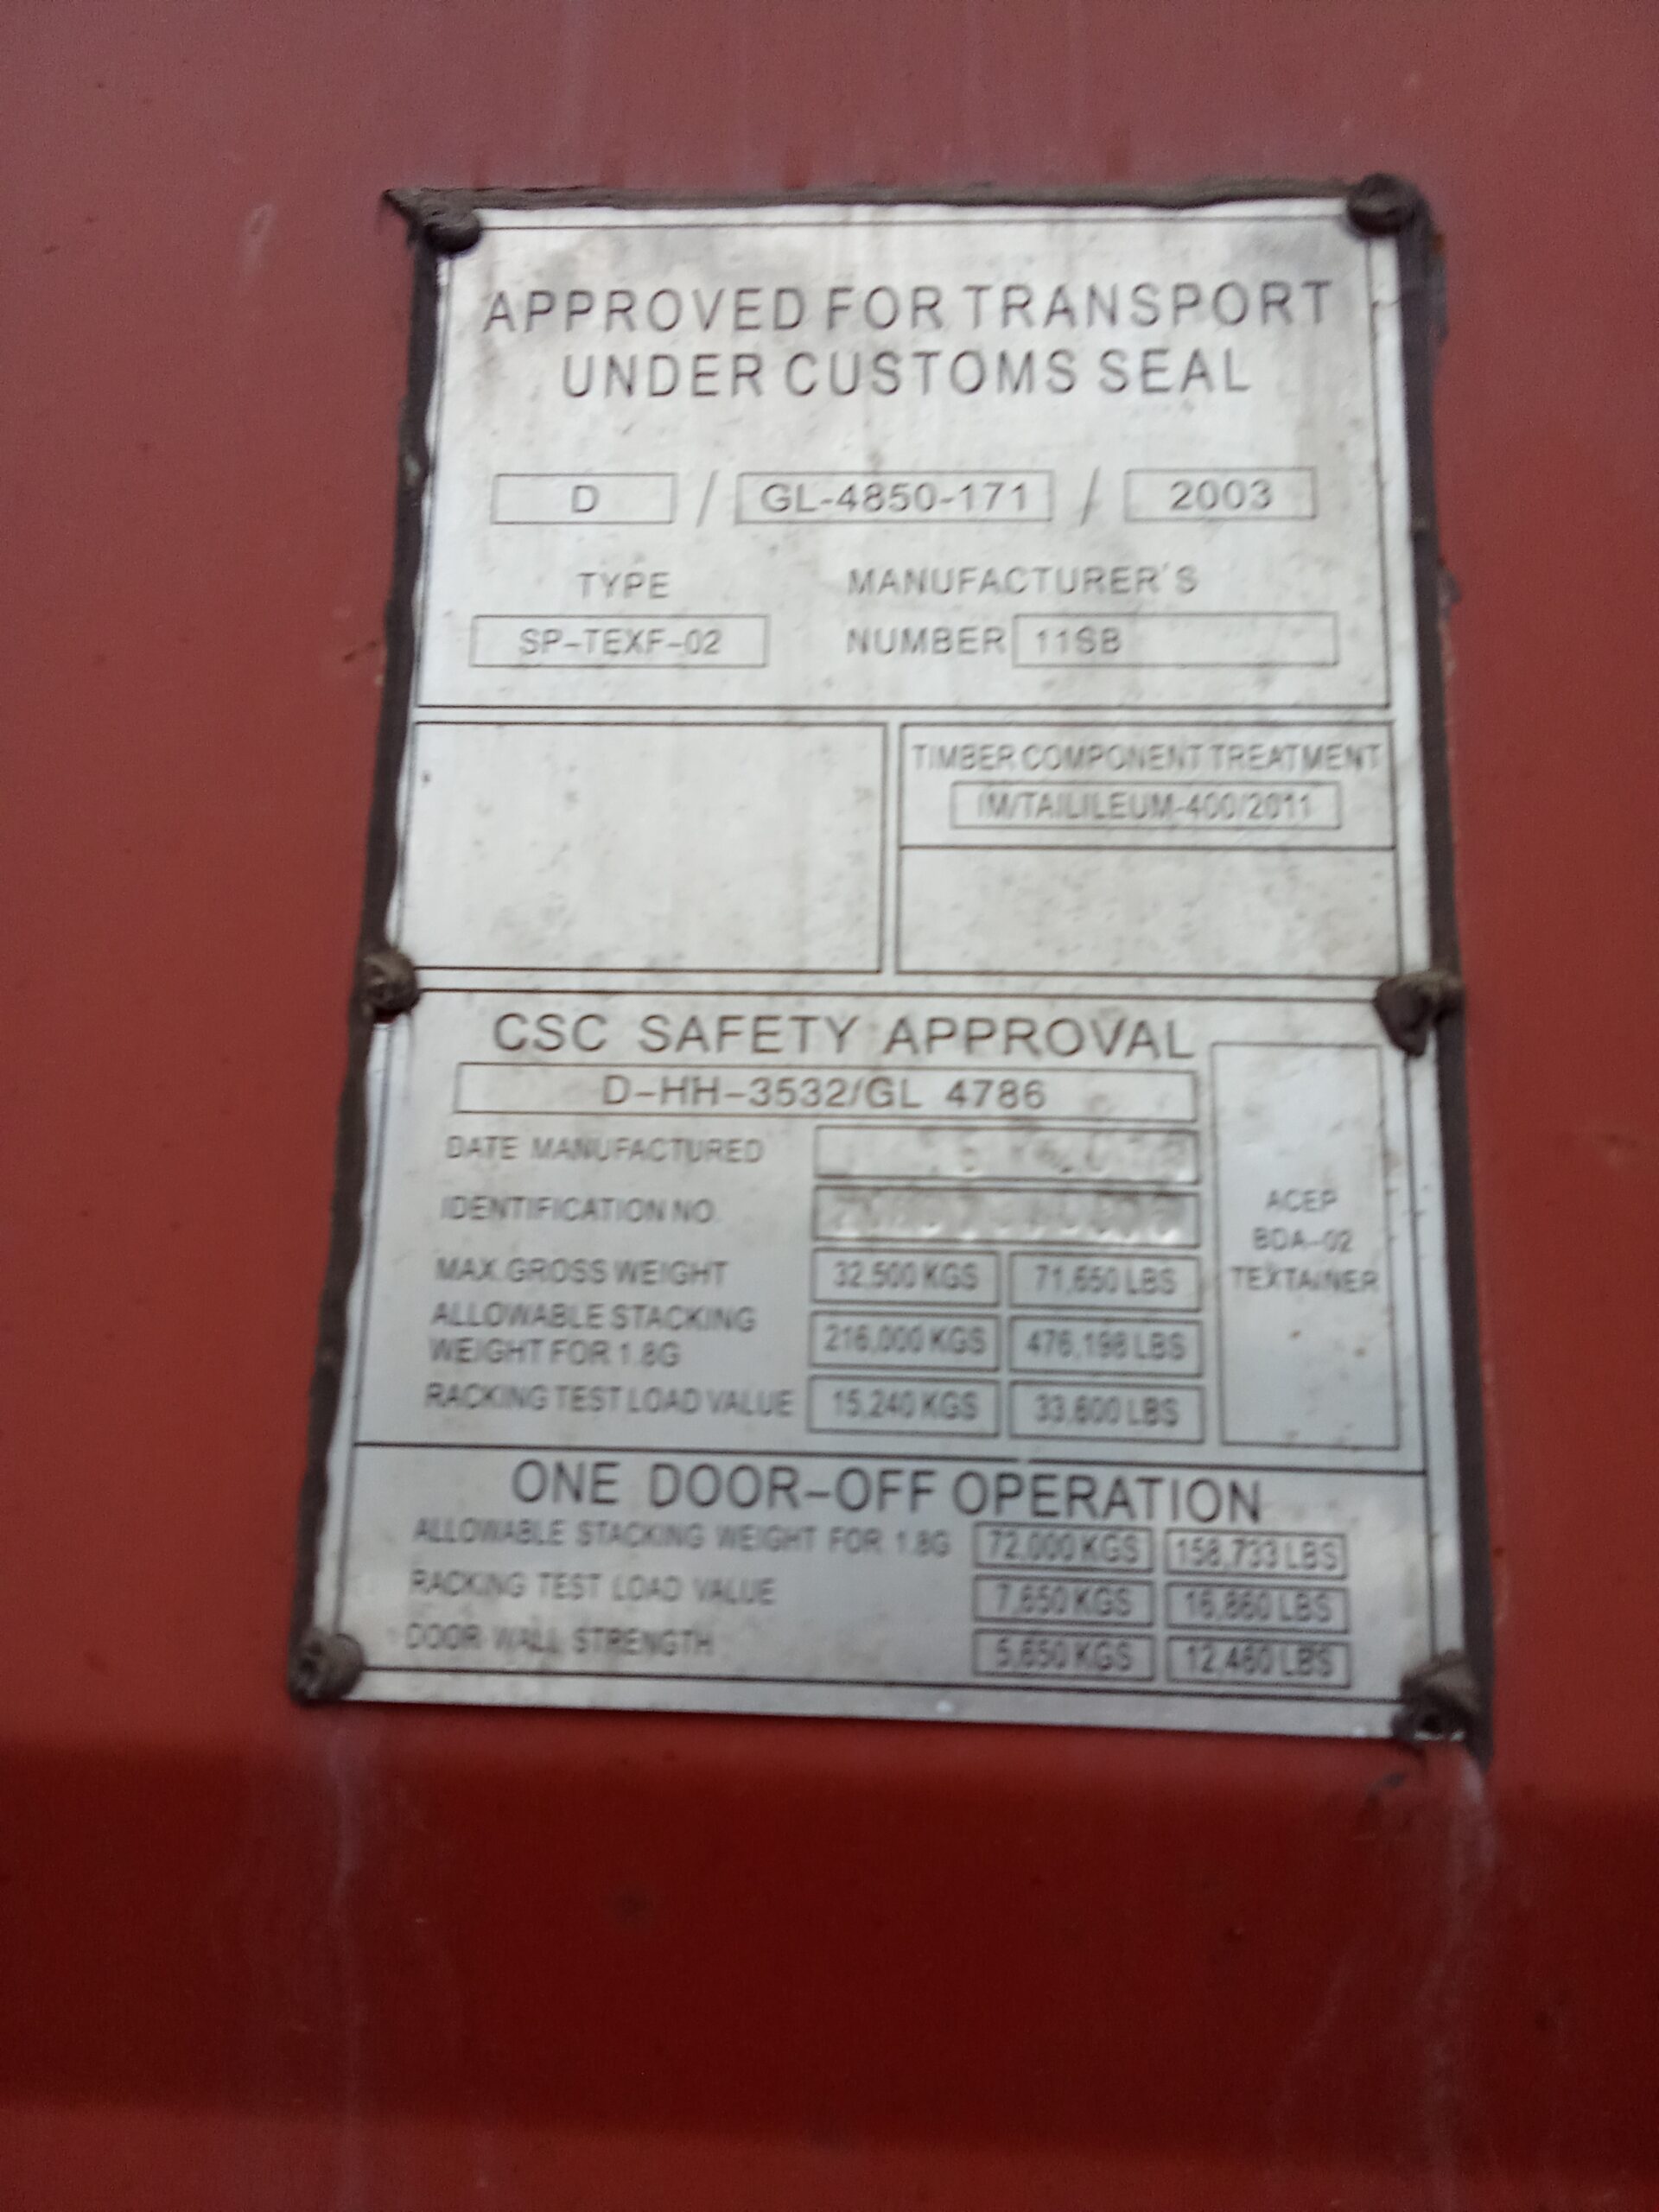 APPROVED FOR TRANSPORT
UNDER CUSTOMS SEAL
D / GL-4850-171 / 2003
TYPE MANUFACTURER'S
SP-TEXF-02 NUMBER 11SB
TIMBER COMPONENT TREATMENT
CSC SAFETY APPROVAL
D-HH-3532/GL 4786
DATE MANUFACTURED
IDENTIFICATION NO.
MAX.GROSS WEIGHT 32,500 KGS 71,650 LBS
ALLOWABLE STACKING
WEIGHT FOR 1.8G 216,000 KGS 476,198 LBS
RACKING TEST LOAD VALUE 15,240 KGS 33,600 LBS
ACEP
BDA-02
TEXTAINER
ONE DOOR-OFF OPERATION
ALLOWABLE STACKING WEIGHT FOR 1.8G 72,000 KGS 158,733 LBS
RACKING TEST LOAD VALUE 7,650 KGS 16,860 LBS
DOOR WALL STRENGTH 5,650 KGS 12,460 LBS